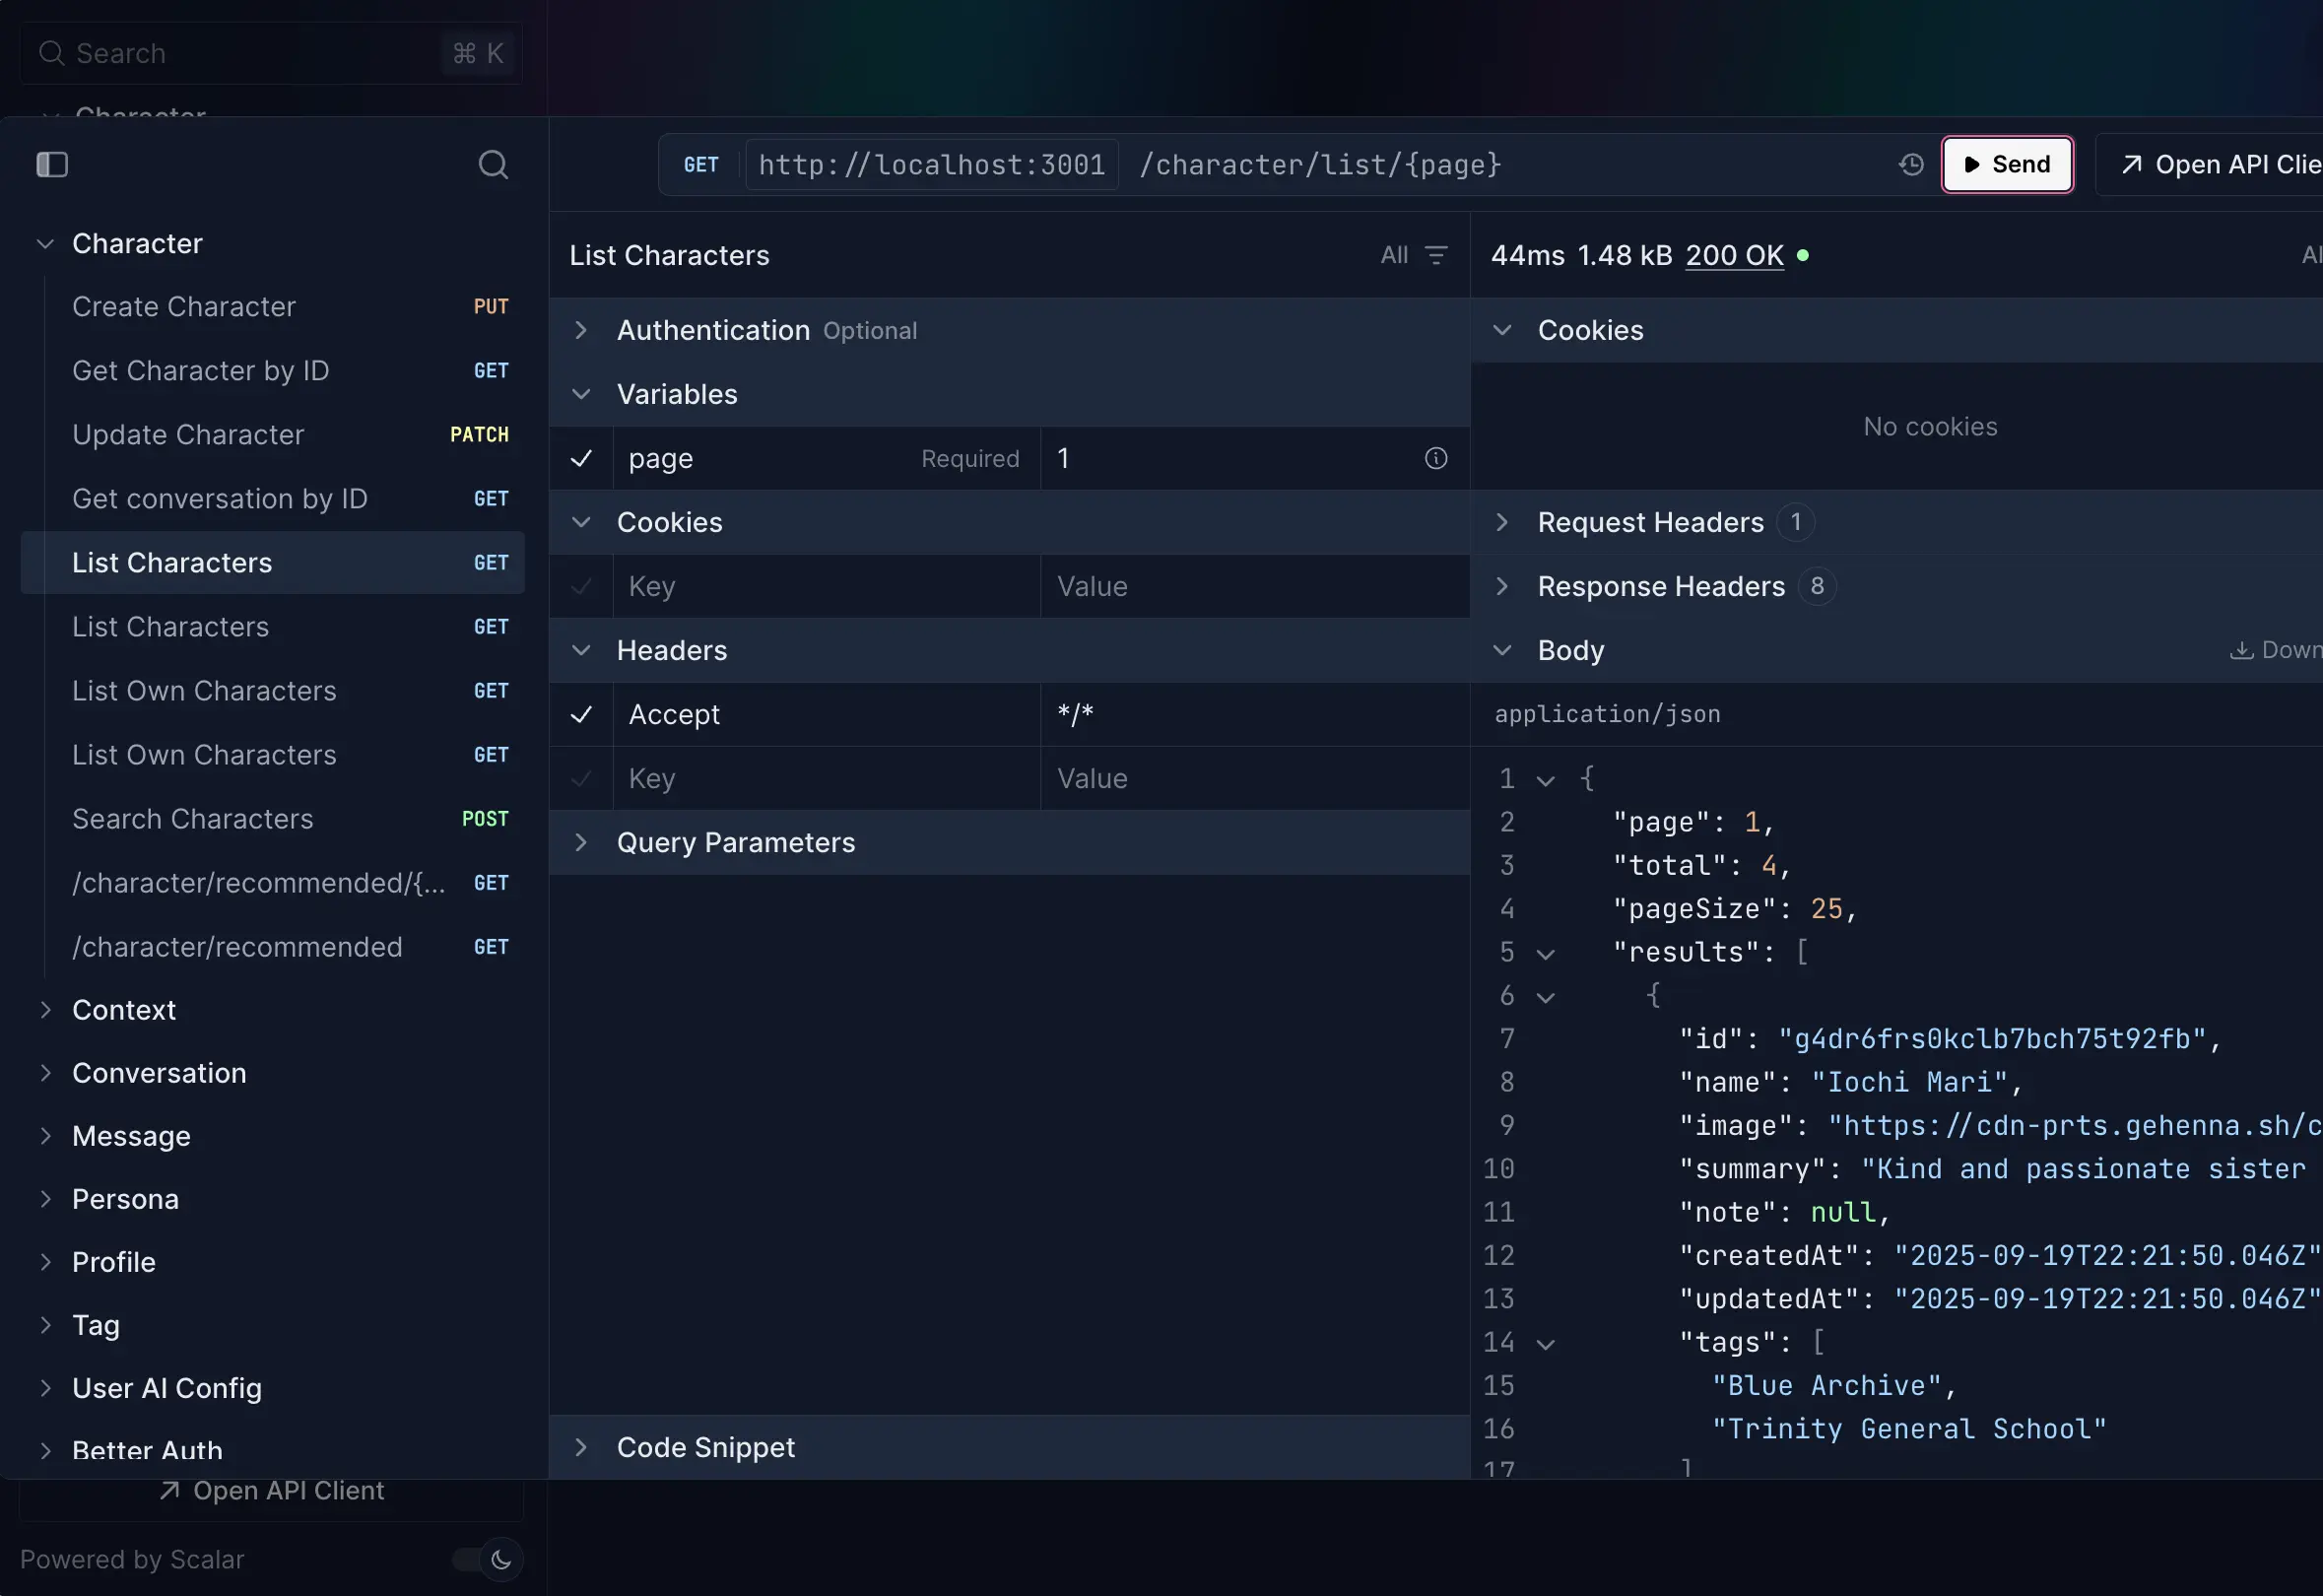 Search ⌘ K
Character
GET http://localhost:3001 /character/list/{page} Send Open API Clie
Character
Create Character PUT
Get Character by ID GET
Update Character PATCH
Get conversation by ID GET
List Characters GET
List Characters GET
List Own Characters GET
List Own Characters GET
Search Characters POST
/character/recommended/{... GET
/character/recommended GET
Context
Conversation
Message
Persona
Profile
Tag
User AI Config
Better Auth
Open API Client
Powered by Scalar
List Characters All
Authentication Optional
Variables
page Required 1
Cookies
Key Value
Headers
Accept */*
Key Value
Query Parameters
Code Snippet
44ms 1.48 kB 200 OK Al
Cookies
No cookies
Request Headers 1
Response Headers 8
Body Down
application/json
1 {
2 "page": 1,
3 "total": 4,
4 "pageSize": 25,
5 "results": [
6 {
7 "id": "g4dr6frs0kclb7bch75t92fb",
8 "name": "Iochi Mari",
9 "image": "https://cdn-prts.gehenna.sh/c
10 "summary": "Kind and passionate sister
11 "note": null,
12 "createdAt": "2025-09-19T22:21:50.046Z"
13 "updatedAt": "2025-09-19T22:21:50.046Z"
14 "tags": [
15 "Blue Archive",
16 "Trinity General School"
17 ]